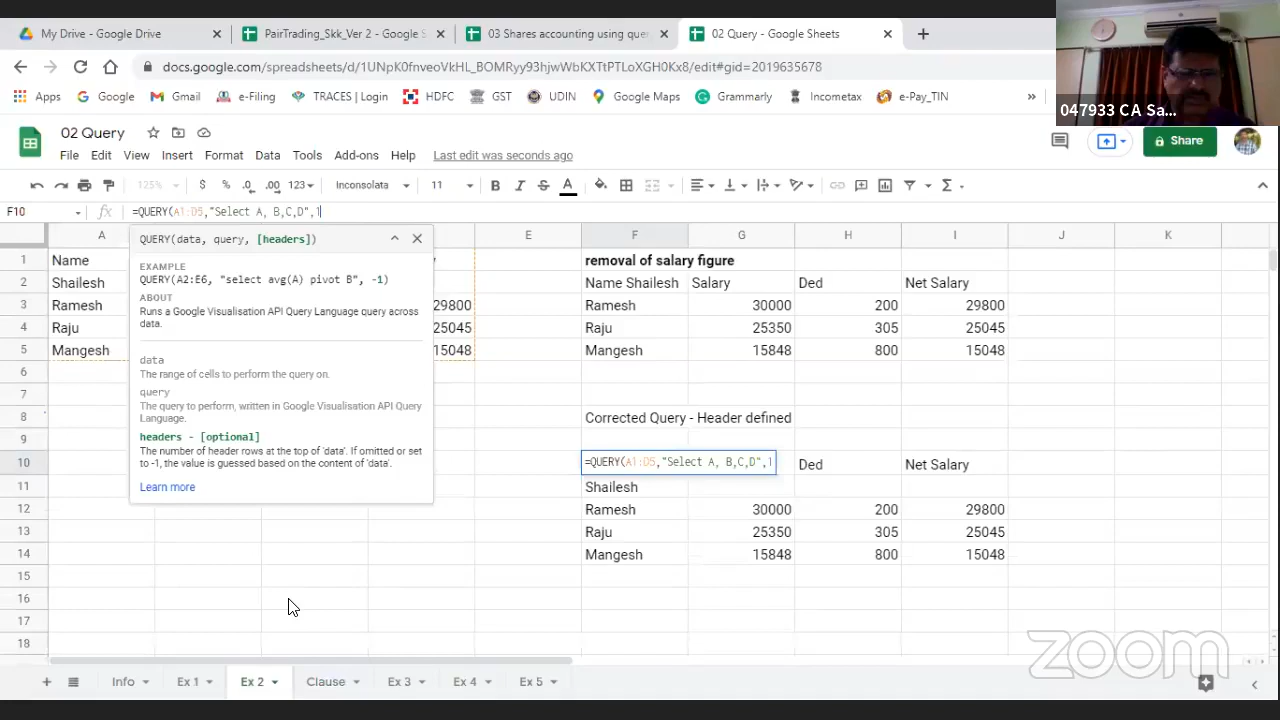 My Drive - Google Drive
PairTrading_Skk_Ver 2 - Google S
03 Shares accounting using que
02 Query - Google Sheets
docs.google.com/spreadsheets/d/1UNpK0fnveoVkHL_BOMRyy93hjwWbKXTtPTLoXGH0Kx8/edit#gid=2019635678
Apps Google Gmail e-Filing TRACES | Login HDFC GST UDIN Google Maps Grammarly Incometax e-Pay_TIN »
047933 CA Sa...
02 Query
File Edit View Insert Format Data Tools Add-ons Help Last edit was seconds ago
Share
125% $ % .0 .00 123 Inconsolata 11 B I S A Σ
F10 fx =QUERY(A1:D5,"Select A, B,C,D",1
A E F G H I J K
QUERY(data, query, [headers])
EXAMPLE
QUERY(A2:E6, "select avg(A) pivot B", -1)
ABOUT
Runs a Google Visualisation API Query Language query across
data.
data
The range of cells to perform the query on.
query
The query to perform, written in Google Visualisation API Query
Language.
headers - [optional]
The number of header rows at the top of 'data'. If omitted or set
to -1, the value is guessed based on the content of 'data'.
Learn more
1 Name y removal of salary figure
2 Shailesh Name Shailesh Salary Ded Net Salary
3 Ramesh 29800 Ramesh 30000 200 29800
4 Raju 25045 Raju 25350 305 25045
5 Mangesh 15048 Mangesh 15848 800 15048
6
7
8 Corrected Query - Header defined
9
10 =QUERY(A1:D5,"Select A, B,C,D",1 Ded Net Salary
11 Shailesh
12 Ramesh 30000 200 29800
13 Raju 25350 305 25045
14 Mangesh 15848 800 15048
15
16
17
18
zoom
Info Ex 1 Ex 2 Clause Ex 3 Ex 4 Ex 5